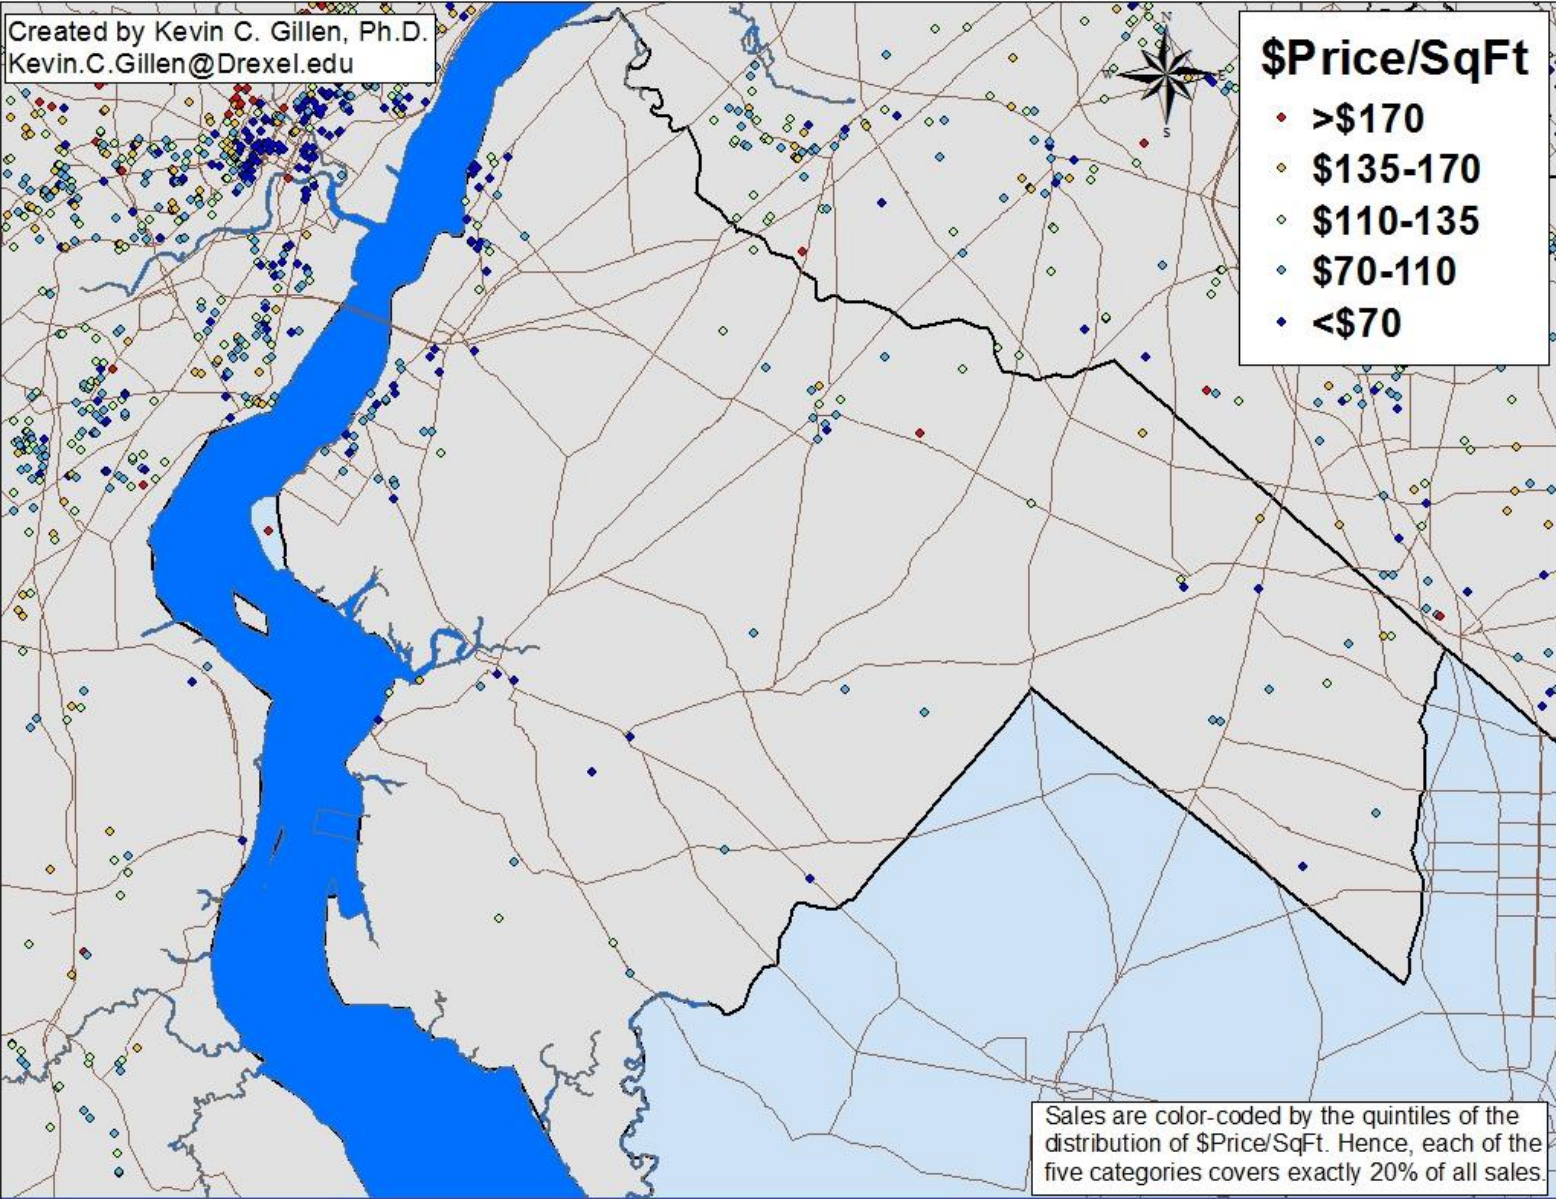 Created by Kevin C. Gillen, Ph.D.
Kevin.C.Gillen@Drexel.edu
N
W
E
S
$Price/SqFt
>$170
$135-170
$110-135
$70-110
<$70
Sales are color-coded by the quintiles of the
distribution of $Price/SqFt. Hence, each of the
five categories covers exactly 20% of all sales.